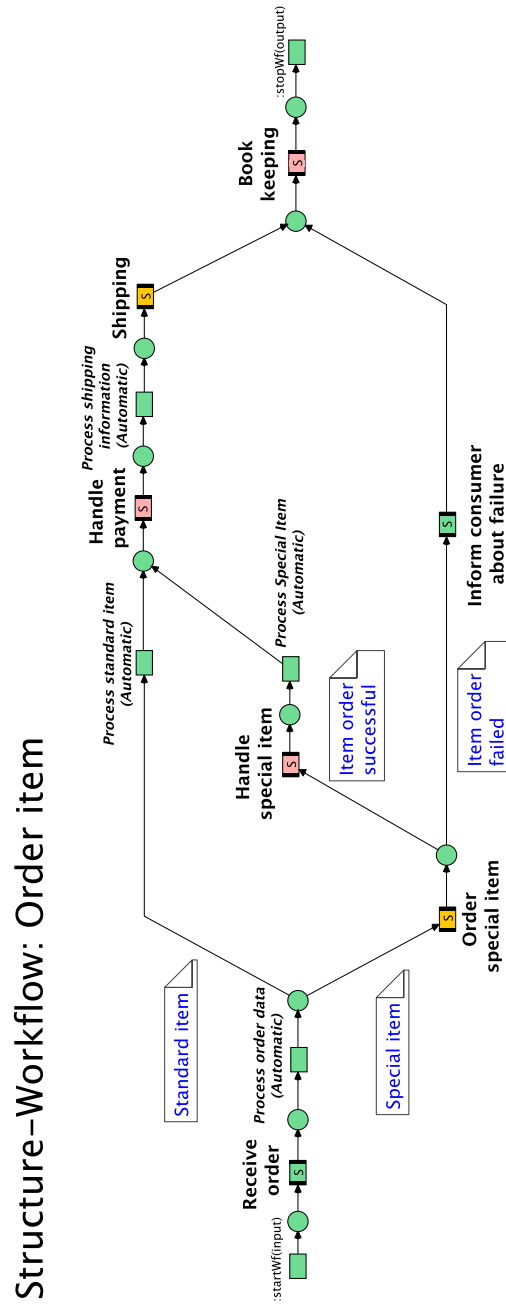 Structure-Workflow: Order item
:startWf(input)
S
Receive
order
Process order data
(Automatic)
Standard item
Special item
Process standard item
(Automatic)
S
Order
special item
S
Handle
special item
Item order
successful
Process Special Item
(Automatic)
Item order
failed
S
Inform consumer
about failure
S
Handle
payment
Process shipping
information
(Automatic)
S
Shipping
S
Book
keeping
:stopWf(output)